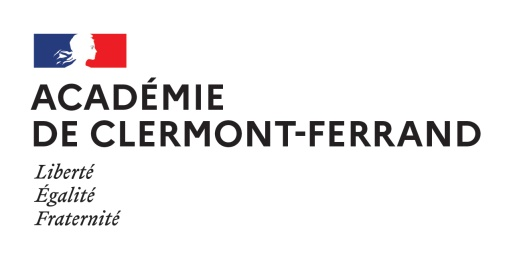 ACADÉMIE
DE CLERMONT-FERRAND
Liberté
Égalité
Fraternité